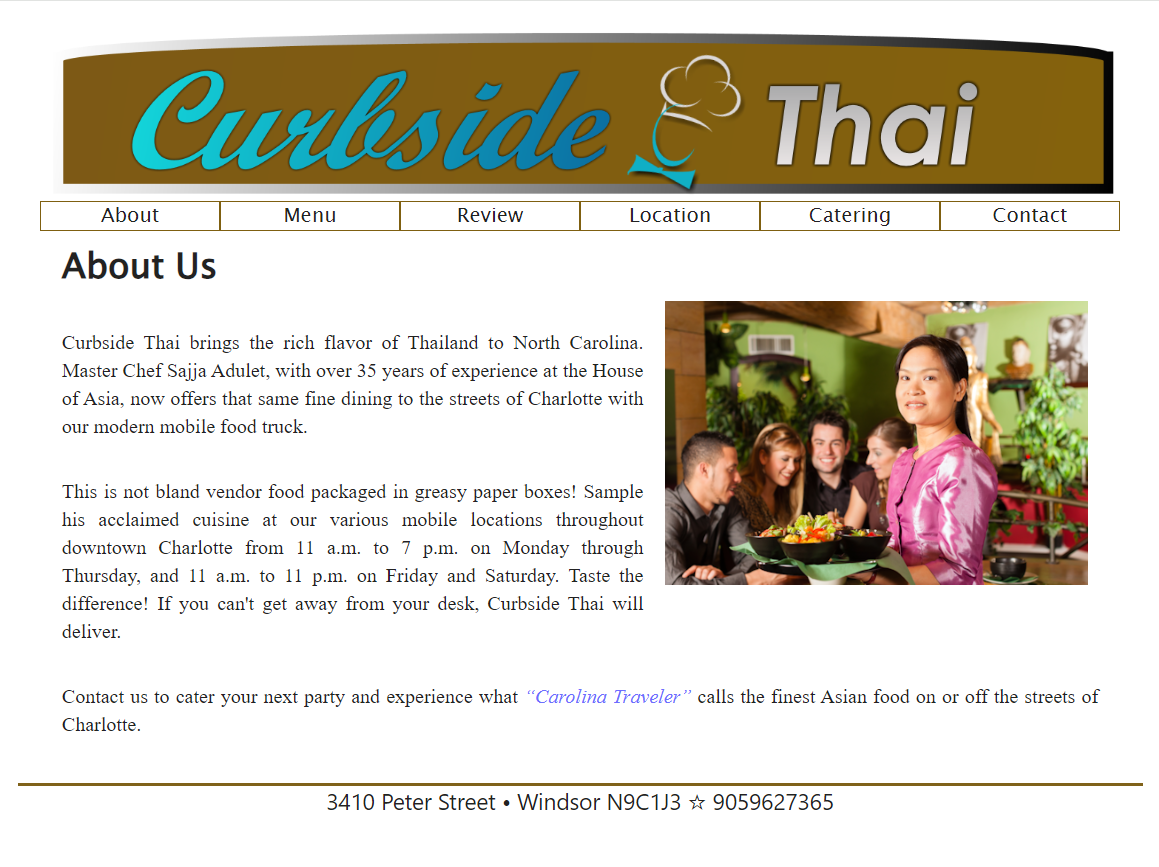 Curbside Thai
About Menu Review Location Catering Contact
About Us
Curbside Thai brings the rich flavor of Thailand to North Carolina.
Master Chef Sajja Adulet, with over 35 years of experience at the House
of Asia, now offers that same fine dining to the streets of Charlotte with
our modern mobile food truck.
This is not bland vendor food packaged in greasy paper boxes! Sample
his acclaimed cuisine at our various mobile locations throughout
downtown Charlotte from 11 a.m. to 7 p.m. on Monday through
Thursday, and 11 a.m. to 11 p.m. on Friday and Saturday. Taste the
difference! If you can't get away from your desk, Curbside Thai will
deliver.
Contact us to cater your next party and experience what “Carolina Traveler” calls the finest Asian food on or off the streets of
Charlotte.
3410 Peter Street • Windsor N9C1J3 ☆ 9059627365